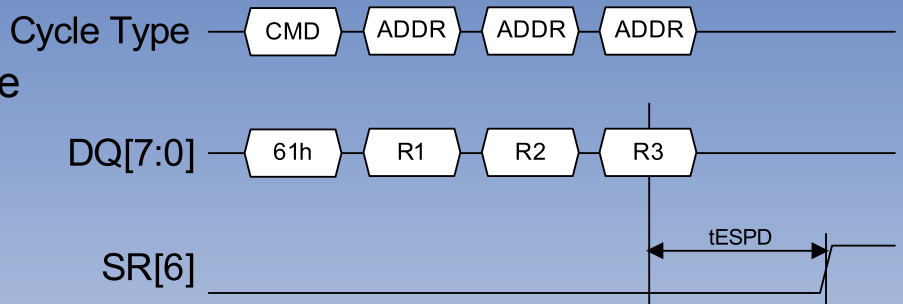 Cycle Type CMD ADDR ADDR ADDR
e
DQ[7:0] 61h R1 R2 R3
tESPD
SR[6]